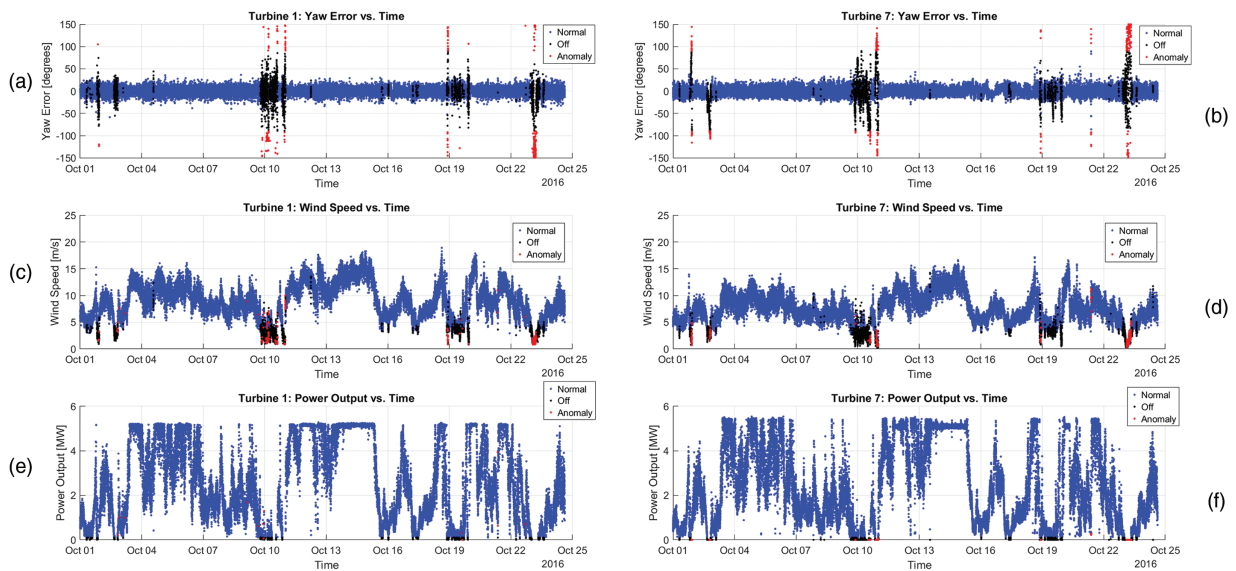 Turbine 1: Yaw Error vs. Time
Normal
Off
Anomaly
(a)
Yaw Error [degrees]
150
100
50
0
-50
-100
-150
Oct 01 Oct 04 Oct 07 Oct 10 Oct 13 Oct 16 Oct 19 Oct 22 Oct 25
Time
2016
Turbine 7: Yaw Error vs. Time
Normal
Off
Anomaly
(b)
Yaw Error [degrees]
150
100
50
0
-50
-100
-150
Oct 01 Oct 04 Oct 07 Oct 10 Oct 13 Oct 16 Oct 19 Oct 22 Oct 25
Time
2016
Turbine 1: Wind Speed vs. Time
Normal
Off
Anomaly
(c)
Wind Speed [m/s]
25
20
15
10
5
0
Oct 01 Oct 04 Oct 07 Oct 10 Oct 13 Oct 16 Oct 19 Oct 22 Oct 25
Time
2016
Turbine 7: Wind Speed vs. Time
Normal
Off
Anomaly
(d)
Wind Speed [m/s]
25
20
15
10
5
0
Oct 01 Oct 04 Oct 07 Oct 10 Oct 13 Oct 16 Oct 19 Oct 22 Oct 25
Time
2016
Turbine 1: Power Output vs. Time
Normal
Off
Anomaly
(e)
Power Output [MW]
6
4
2
0
Oct 01 Oct 04 Oct 07 Oct 10 Oct 13 Oct 16 Oct 19 Oct 22 Oct 25
Time
2016
Turbine 7: Power Output vs. Time
Normal
Off
Anomaly
(f)
Power Output [MW]
6
4
2
0
Oct 01 Oct 04 Oct 07 Oct 10 Oct 13 Oct 16 Oct 19 Oct 22 Oct 25
Time
2016